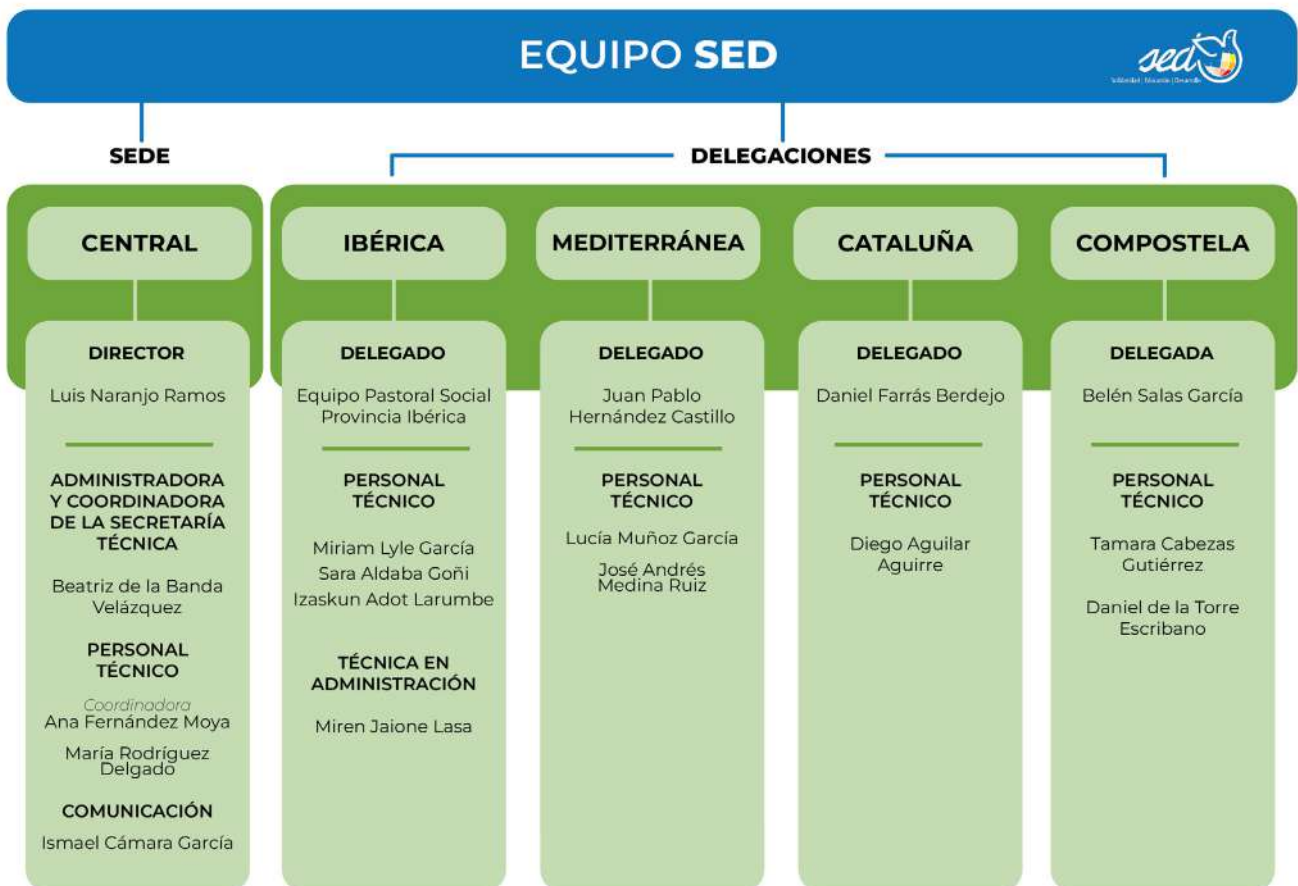 EQUIPO SED
sed
Solidaridad | Educación | Desarrollo
SEDE
DELEGACIONES
CENTRAL
DIRECTOR
Luis Naranjo Ramos
ADMINISTRADORA
Y COORDINADORA
DE LA SECRETARÍA
TÉCNICA
Beatriz de la Banda
Velázquez
PERSONAL
TÉCNICO
Coordinadora
Ana Fernández Moya
María Rodríguez
Delgado
COMUNICACIÓN
Ismael Cámara García
IBÉRICA
DELEGADO
Equipo Pastoral Social
Provincia Ibérica
PERSONAL
TÉCNICO
Miriam Lyle García
Sara Aldaba Goñi
Izaskun Adot Larumbe
TÉCNICA EN
ADMINISTRACIÓN
Miren Jaione Lasa
MEDITERRÁNEA
DELEGADO
Juan Pablo
Hernández Castillo
PERSONAL
TÉCNICO
Lucía Muñoz García
José Andrés
Medina Ruiz
CATALUÑA
DELEGADO
Daniel Farrás Berdejo
PERSONAL
TÉCNICO
Diego Aguilar
Aguirre
COMPOSTELA
DELEGADA
Belén Salas García
PERSONAL
TÉCNICO
Tamara Cabezas
Gutiérrez
Daniel de la Torre
Escribano